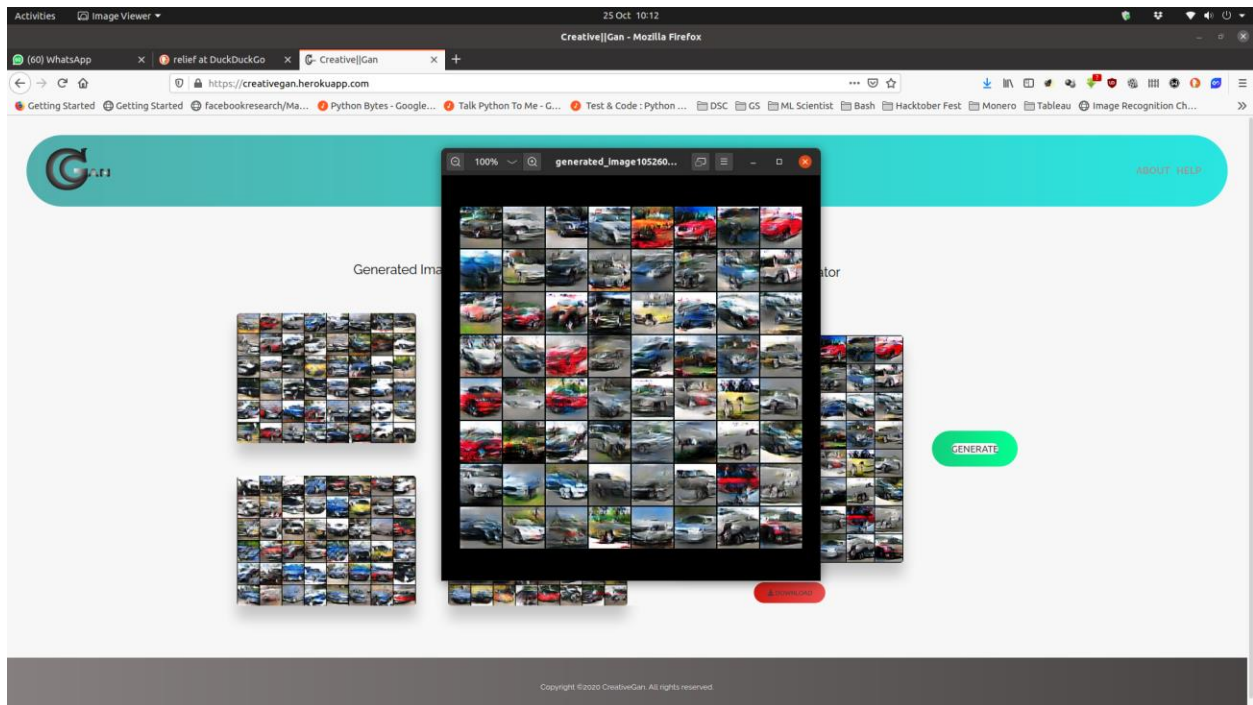 Activities Image Viewer 25 Oct 10:12
Creative||Gan - Mozilla Firefox
(60) WhatsApp relief at DuckDuckGo Creative||Gan
https://creativegan.herokuapp.com
Getting Started Getting Started facebookresearch/Ma... Python Bytes - Google... Talk Python To Me - G... Test & Code : Python ... DSC GS ML Scientist Bash Hacktober Fest Monero Tableau Image Recognition Ch...
100% generated_image105260...
Gan
ABOUT HELP
Generated Ima
ator
GENERATE
DOWNLOAD
Copyright ©2020 CreativeGan. All rights reserved.